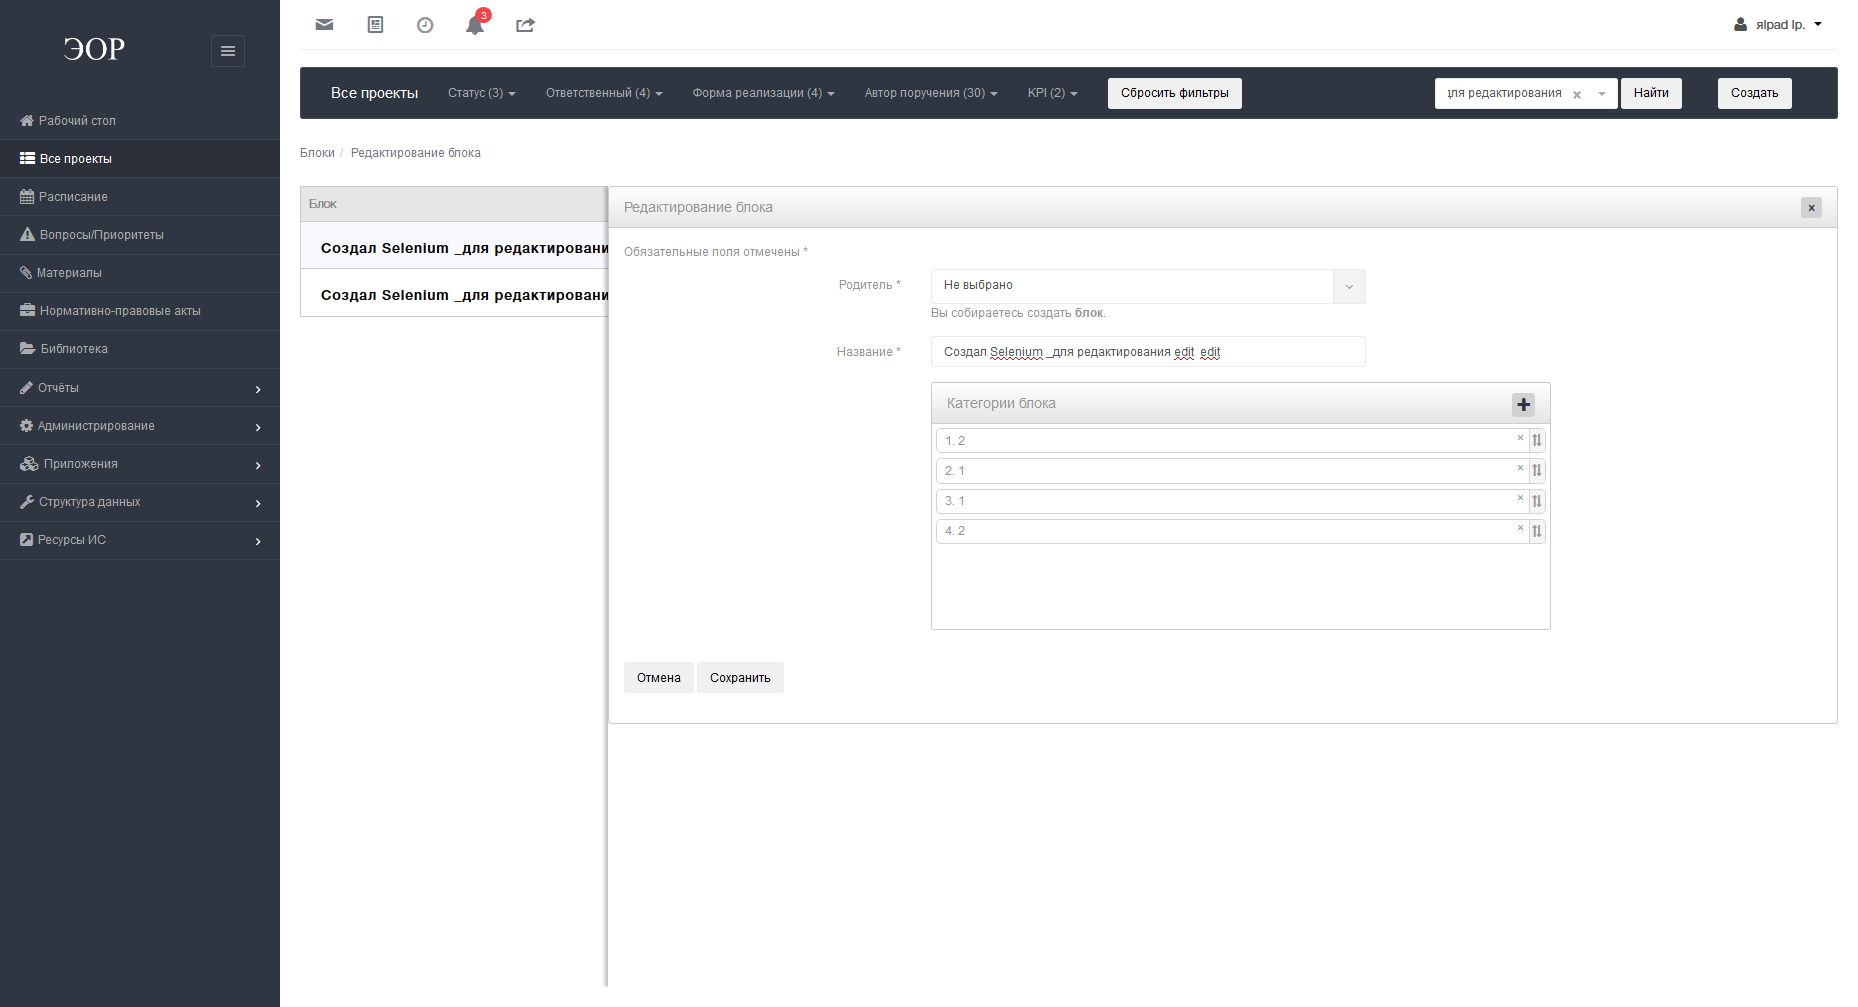 ЭОР
3
яIpad Ip.
Рабочий стол
Все проекты
Расписание
Вопросы/Приоритеты
Материалы
Нормативно-правовые акты
Библиотека
Отчёты
Администрирование
Приложения
Структура данных
Ресурсы ИС
Все проекты Статус (3) Ответственный (4) Форма реализации (4) Автор поручения (30) KPI (2) Сбросить фильтры для редактирования × Найти Создать
Блоки / Редактирование блока
Блок
Создал Selenium _для редактировани
Создал Selenium _для редактировани
Редактирование блока ×
Обязательные поля отмечены *
Родитель * Не выбрано
Вы собираетесь создать блок.
Название * Создал Selenium _для редактирования edit edit
Категории блока
1. 2 ×
2. 1 ×
3. 1 ×
4. 2 ×
Отмена Сохранить